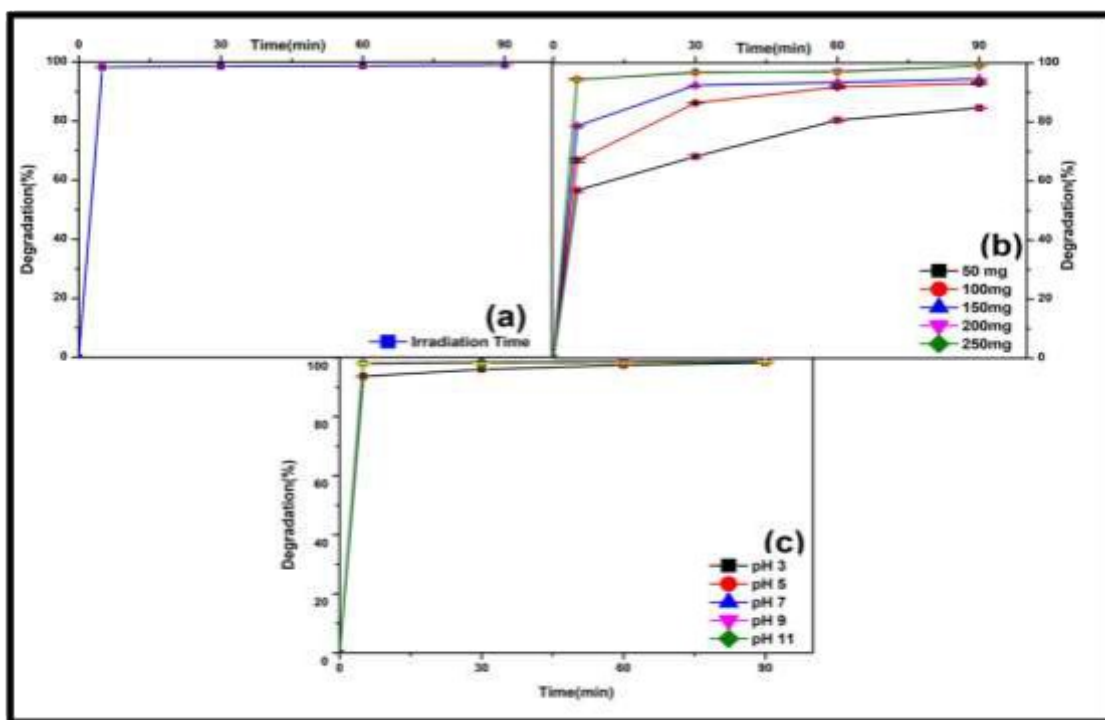 0 30 60 90
Time(min)
100
80
60
40
20
0
Degradation(%)
(a)
Irradiation Time
0 30 60 90
Time(min)
100
80
60
40
20
0
Degradation(%)
(b)
50 mg
100mg
150mg
200mg
250mg
100
80
60
40
20
0
Degradation(%)
(c)
pH 3
pH 5
pH 7
pH 9
pH 11
0 30 60 90
Time(min)